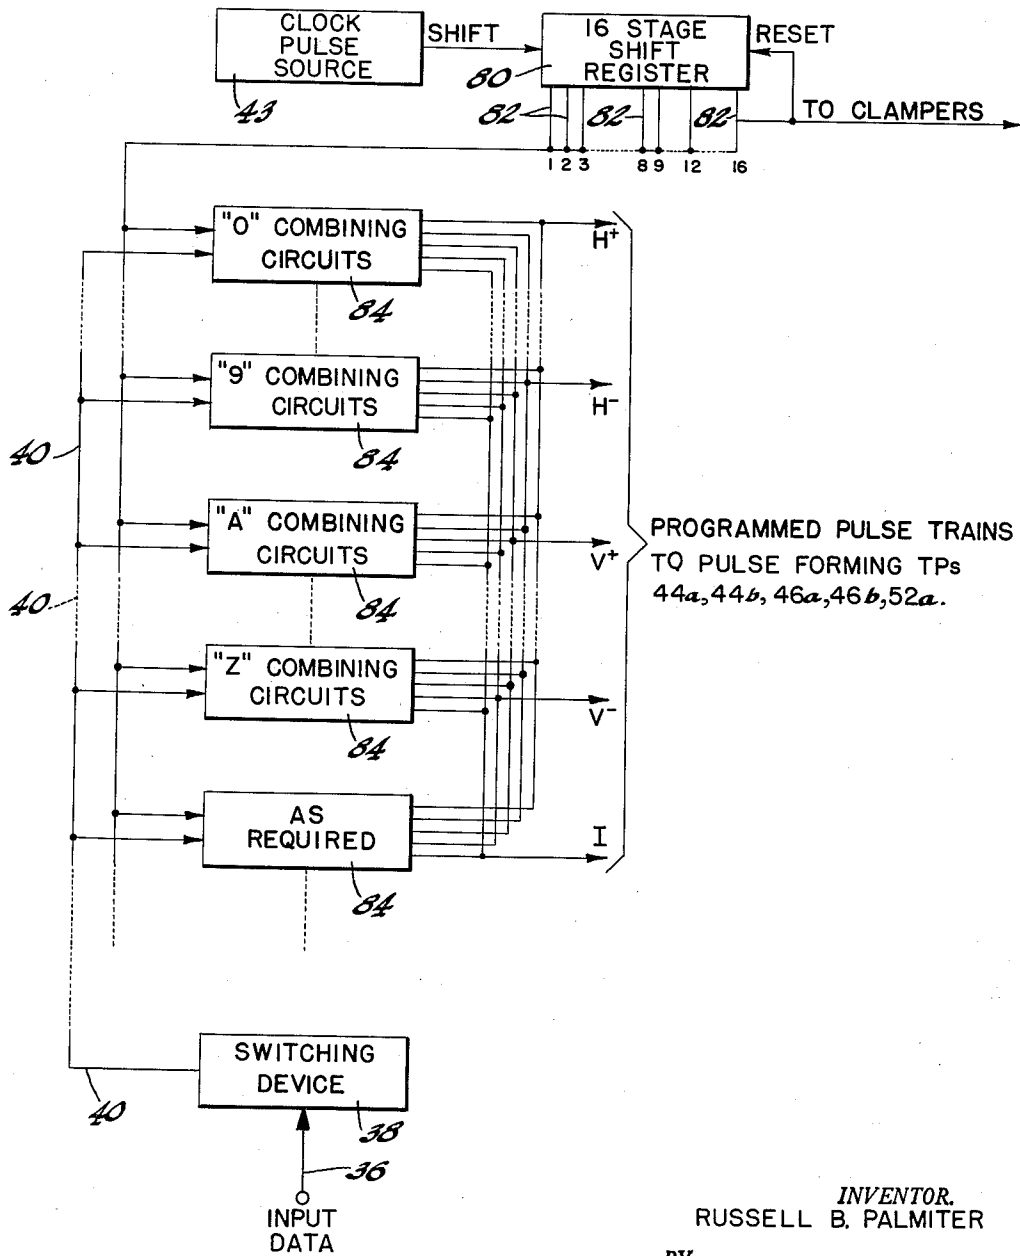 CLOCK
PULSE
SOURCE
43
SHIFT
16 STAGE
SHIFT
REGISTER
80
RESET
82
82
82
TO CLAMPERS
1 2 3 8 9 12 16
"O" COMBINING
CIRCUITS
84
H+
"9" COMBINING
CIRCUITS
84
H-
40
"A" COMBINING
CIRCUITS
84
V+
PROGRAMMED PULSE TRAINS
TO PULSE FORMING TPs
44a, 44b, 46a, 46b, 52a.
40
"Z" COMBINING
CIRCUITS
84
V-
AS
REQUIRED
84
I
SWITCHING
DEVICE
40
38
36
INPUT
DATA
INVENTOR.
RUSSELL B. PALMITER
BY